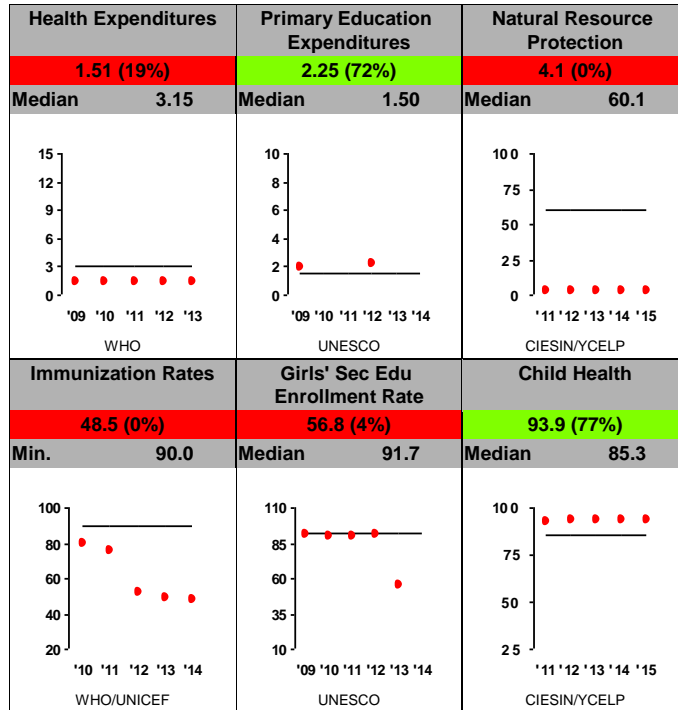 Health Expenditures
1.51 (19%)
Median 3.15
15
12
9
6
3
0
'09 '10 '11 '12 '13
WHO
Primary Education
Expenditures
2.25 (72%)
Median 1.50
10
8
6
4
2
0
'09 '10 '11 '12 '13 '14
UNESCO
Natural Resource
Protection
4.1 (0%)
Median 60.1
100
75
50
25
0
'11 '12 '13 '14 '15
CIESIN/YCELP
Immunization Rates
48.5 (0%)
Min. 90.0
100
80
60
40
20
'10 '11 '12 '13 '14
WHO/UNICEF
Girls' Sec Edu
Enrollment Rate
56.8 (4%)
Median 91.7
110
85
60
35
10
'09 '10 '11 '12 '13 '14
UNESCO
Child Health
93.9 (77%)
Median 85.3
100
75
50
25
'11 '12 '13 '14 '15
CIESIN/YCELP